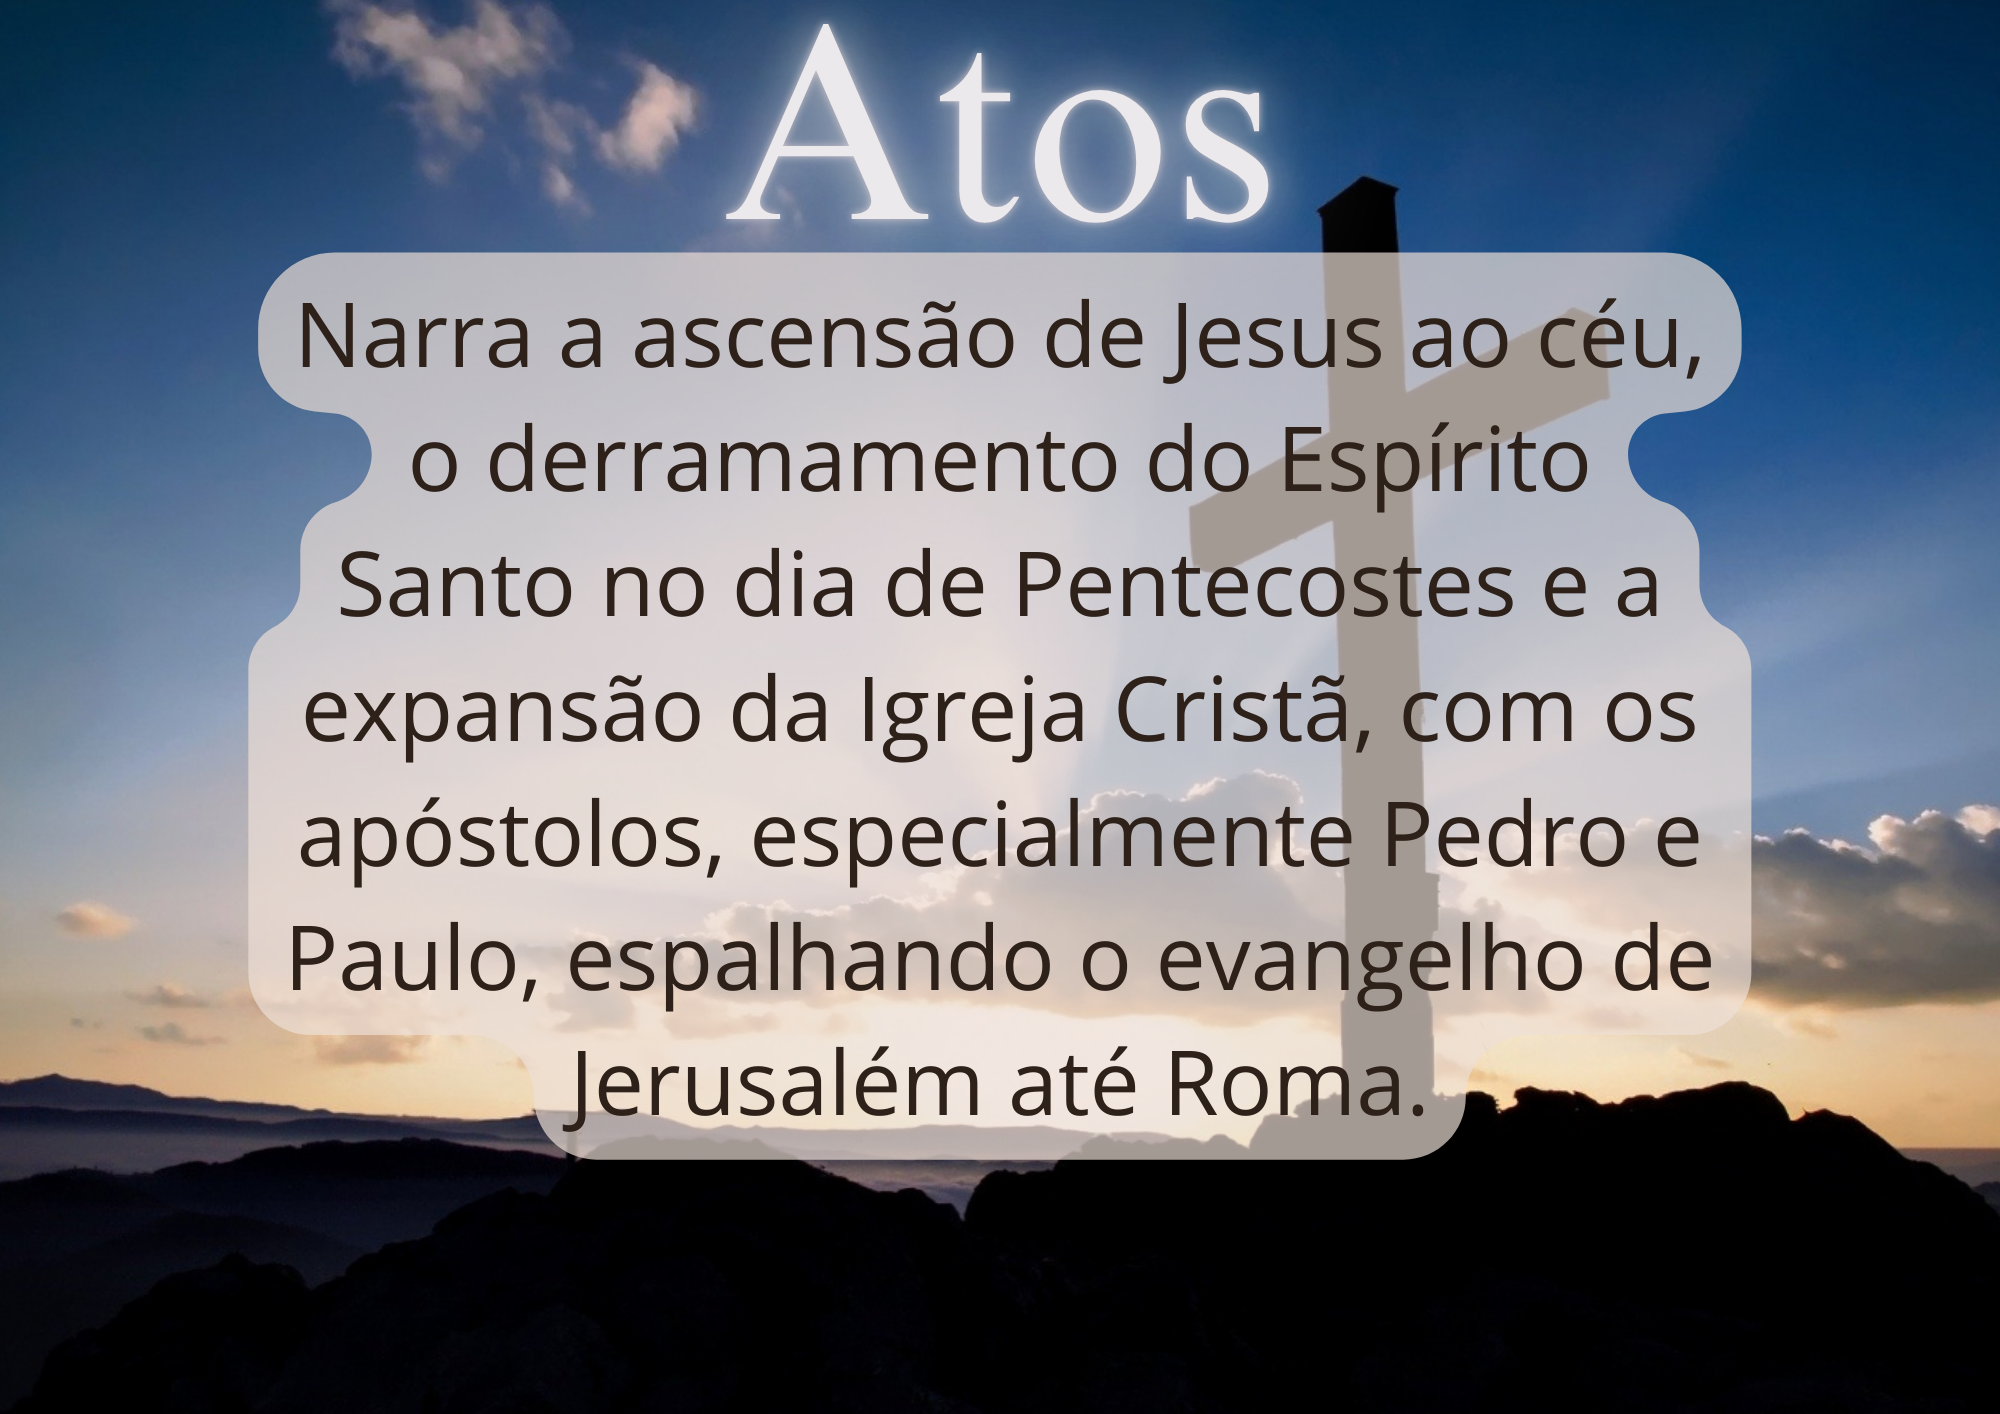 Atos
Narra a ascensão de Jesus ao céu,
o derramamento do Espírito
Santo no dia de Pentecostes e a
expansão da Igreja Cristã, com os
apóstolos, especialmente Pedro e
Paulo, espalhando o evangelho de
Jerusalém até Roma.